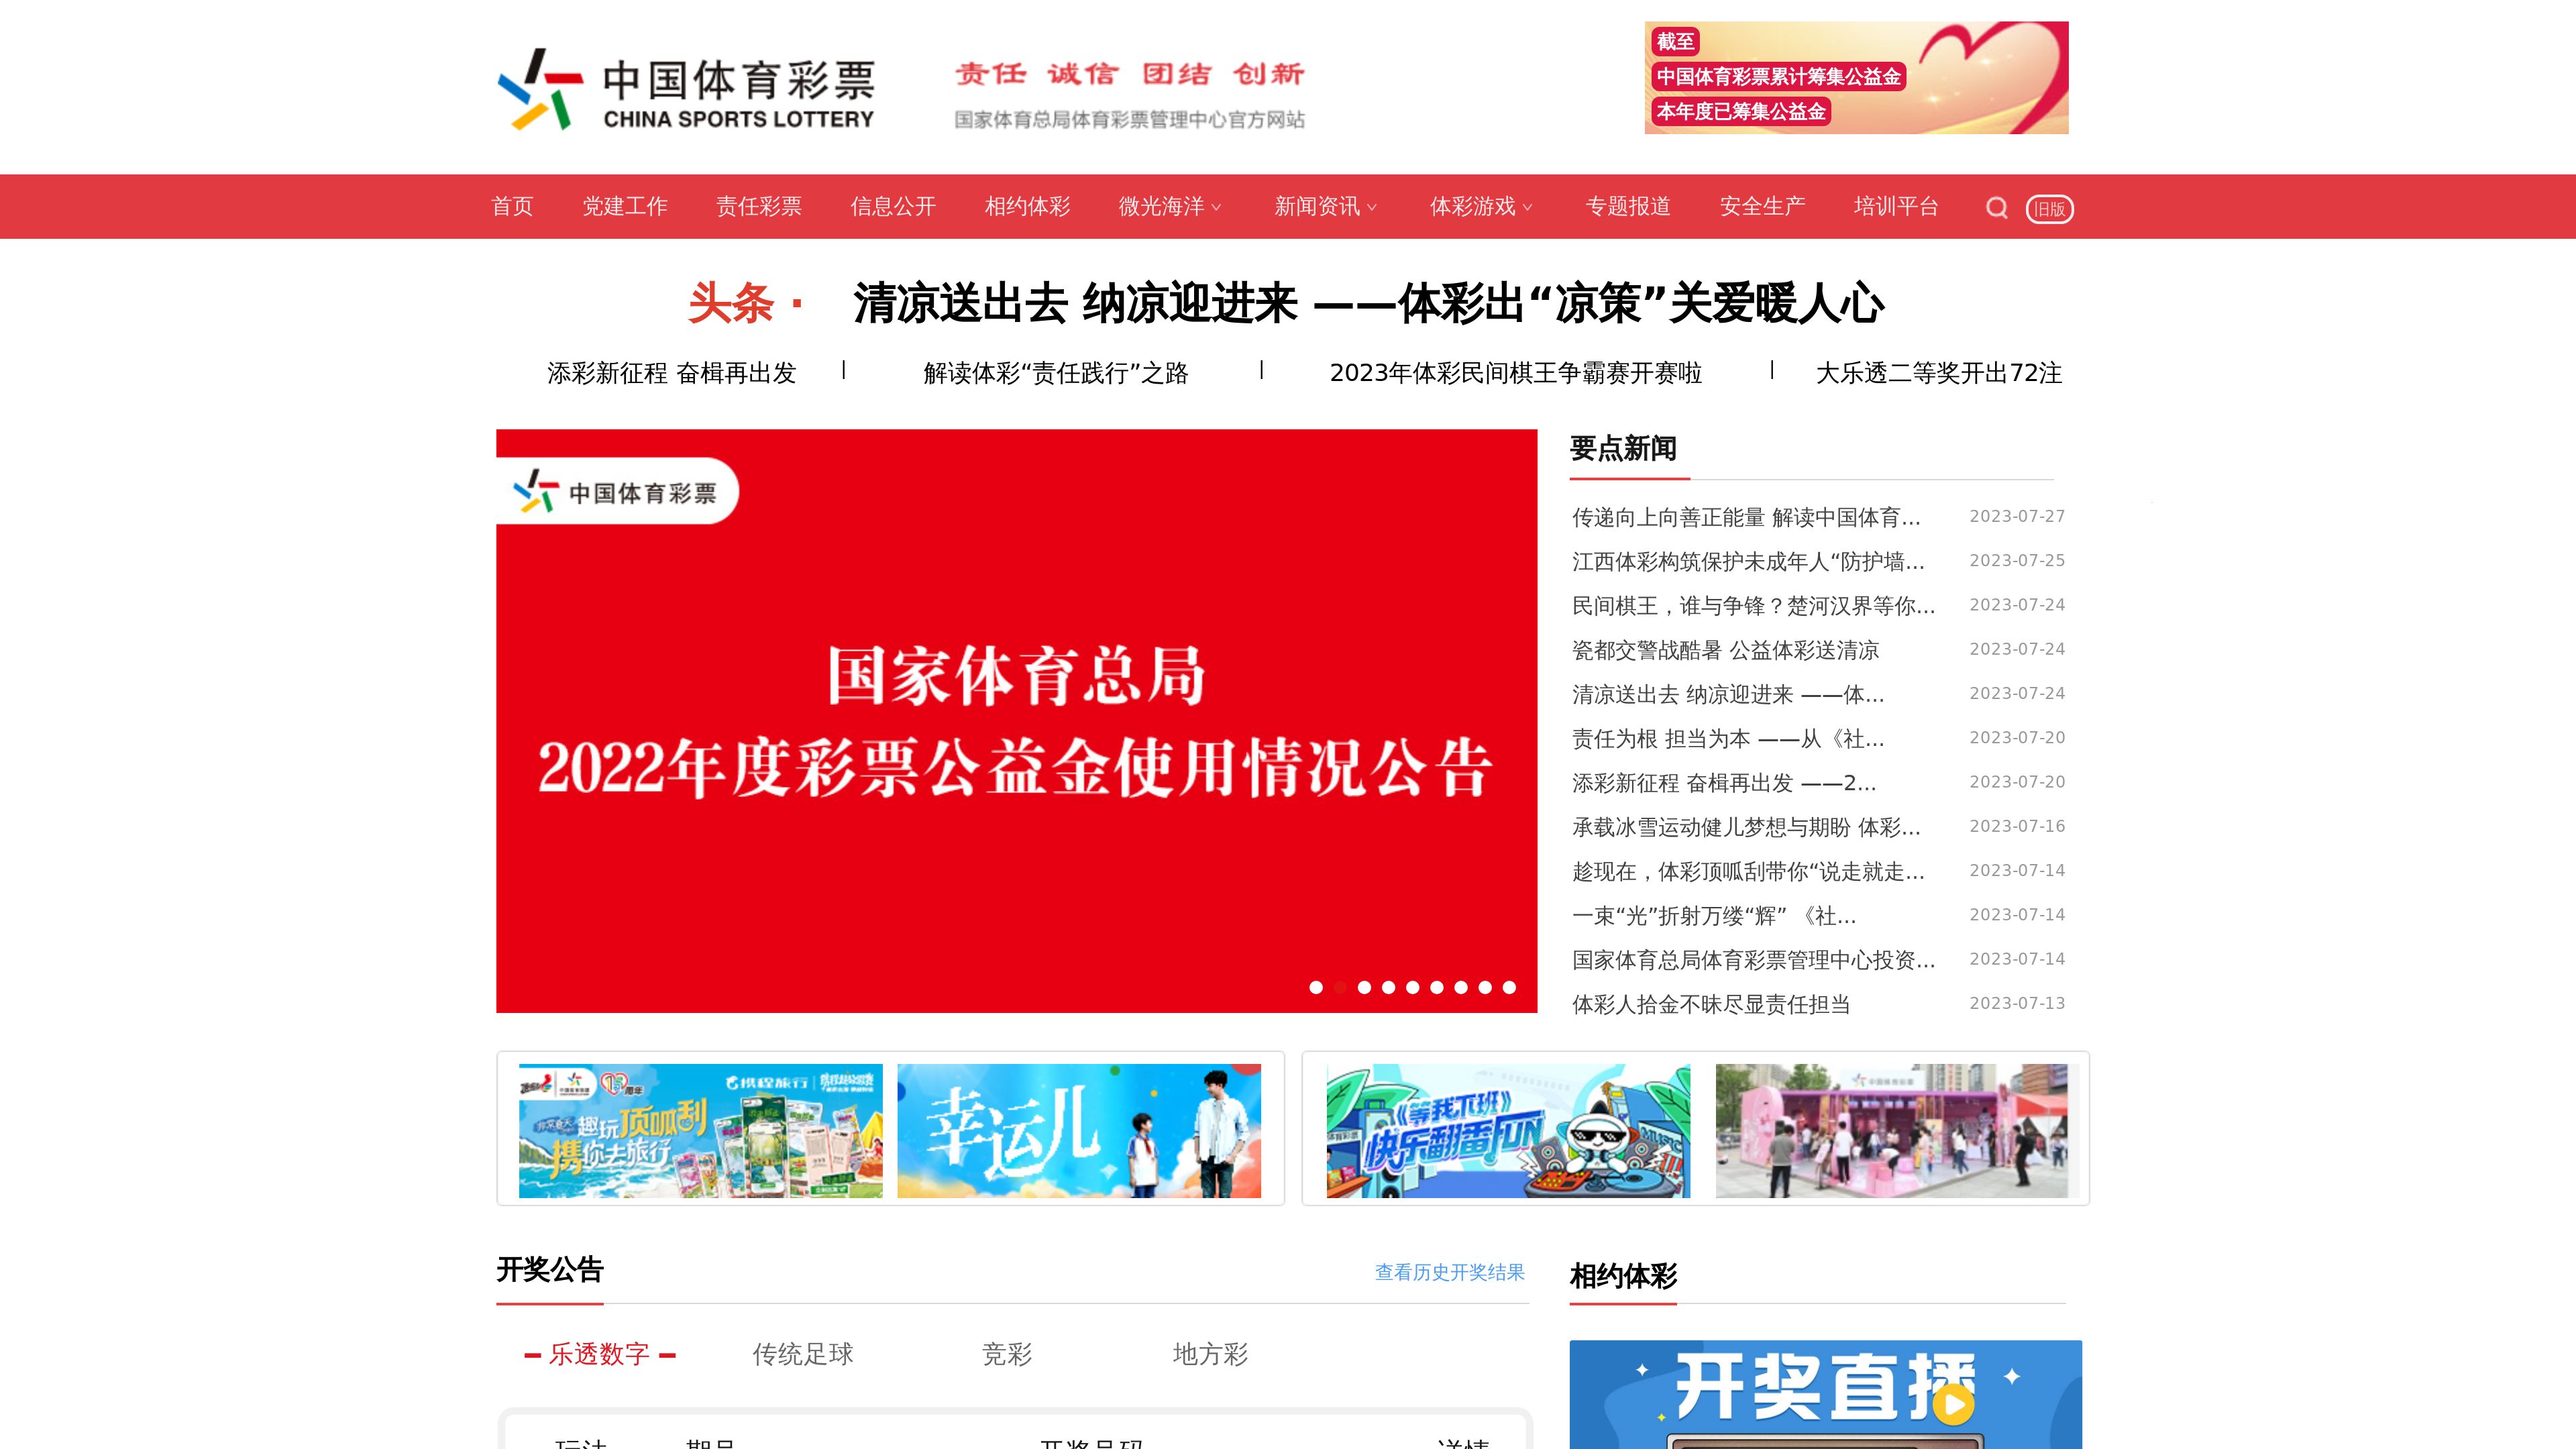 中国体育彩票
CHINA SPORTS LOTTERY
责任 诚信 团结 创新
国家体育总局体育彩票管理中心官方网站
截至
中国体育彩票累计筹集公益金
本年度已筹集公益金
首页 党建工作 责任彩票 信息公开 相约体彩 微光海洋 新闻资讯 体彩游戏 专题报道 安全生产 培训平台 旧版
头条 · 清凉送出去 纳凉迎进来 ——体彩出“凉策”关爱暖人心
添彩新征程 奋楫再出发 | 解读体彩“责任践行”之路 | 2023年体彩民间棋王争霸赛开赛啦 | 大乐透二等奖开出72注
中国体育彩票
国家体育总局
2022年度彩票公益金使用情况公告
要点新闻
传递向上向善正能量 解读中国体育... 2023-07-27
江西体彩构筑保护未成年人“防护墙... 2023-07-25
民间棋王，谁与争锋？楚河汉界等你... 2023-07-24
瓷都交警战酷暑 公益体彩送清凉 2023-07-24
清凉送出去 纳凉迎进来 ——体... 2023-07-24
责任为根 担当为本 ——从《社... 2023-07-20
添彩新征程 奋楫再出发 ——2... 2023-07-20
承载冰雪运动健儿梦想与期盼 体彩... 2023-07-16
趁现在，体彩顶呱刮带你“说走就走... 2023-07-14
一束“光”折射万缕“辉” 《社... 2023-07-14
国家体育总局体育彩票管理中心投资... 2023-07-14
体彩人拾金不昧尽显责任担当 2023-07-13
15周年
携程旅行
趣玩顶呱刮
携你去旅行
幸运儿
《等我下班》
快乐翻番FUN
MUSIC
中国体育彩票
开奖公告
查看历史开奖结果
乐透数字 传统足球 竞彩 地方彩
玩法 期号 开奖号码 详情
相约体彩
开奖直播